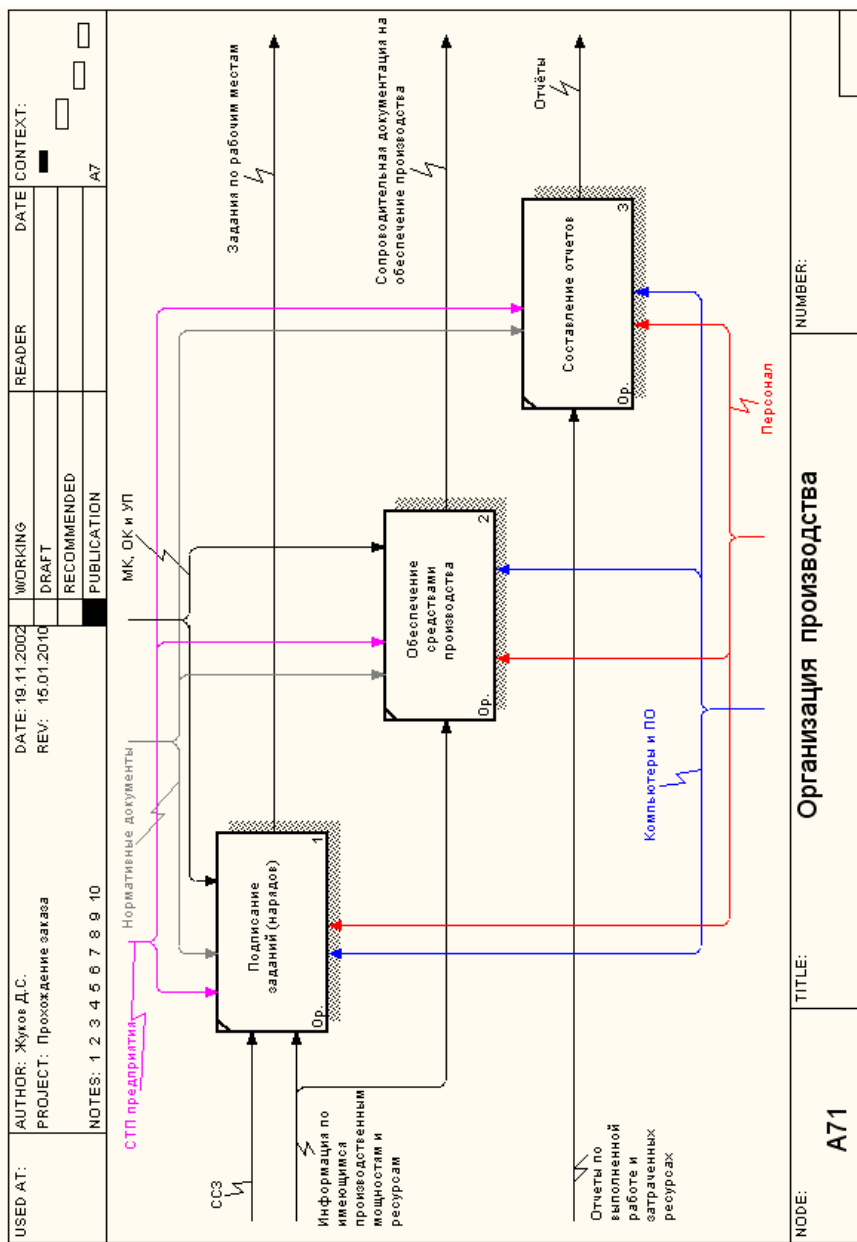 USED AT:
AUTHOR: Жуков Д.С.
PROJECT: Прохождение заказа
NOTES: 1 2 3 4 5 6 7 8 9 10
DATE: 19.11.2002
REV: 15.01.2010
WORKING
DRAFT
RECOMMENDED
PUBLICATION
READER
DATE
CONTEXT:
A7
СТП предприятия
Нормативные документы
МК, ОК и УП
ССЗ
Информация по
имеющимся
производственным
мощностям и
ресурсам
Подписание
заданий (нарядов)
0р.
1
Задания по рабочим местам
Обеспечение
средствами
производства
0р.
2
Сопроводительная документация на
обеспечение производства
Отчеты по
выполненной
работе и
затраченных
ресурсах
Составление отчетов
0р.
3
Отчёты
Компьютеры и ПО
Персонал
NODE:
A71
TITLE:
Организация производства
NUMBER: